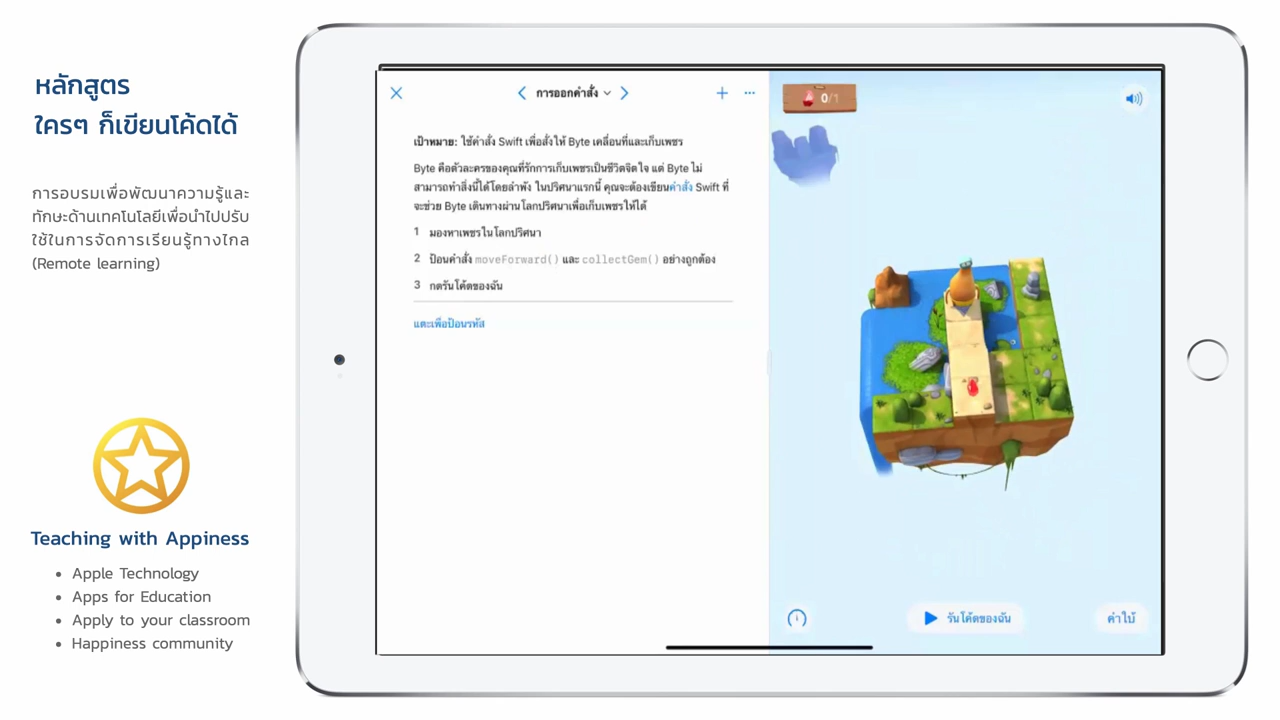 หลักสูตร
ใครๆ ก็เขียนโค้ดได้
การอบรมเพื่อพัฒนาความรู้และ
ทักษะด้านเทคโนโลยีเพื่อนำไปปรับ
ใช้ในการจัดการเรียนรู้ทางไกล
(Remote learning)
Teaching with Appiness
• Apple Technology
• Apps for Education
• Apply to your classroom
• Happiness community
การออกคำสั่ง
เป้าหมาย: ใช้คำสั่ง Swift เพื่อสั่งให้ Byte เคลื่อนที่และเก็บเพชร
Byte คือตัวละครของคุณที่รักการเก็บเพชรเป็นชีวิตจิตใจ แต่ Byte ไม่
สามารถทำสิ่งนี้ได้โดยลำพัง ในปริศนาแรกนี้ คุณจะต้องเขียนคำสั่ง Swift ที่
จะช่วย Byte เดินทางผ่านโลกปริศนาเพื่อเก็บเพชรให้ได้
1 มองหาเพชรในโลกปริศนา
2 ป้อนคำสั่ง moveForward() และ collectGem() อย่างถูกต้อง
3 กดรันโค้ดของฉัน
แตะเพื่อป้อนรหัส
0/1
รันโค้ดของฉัน
คำใบ้